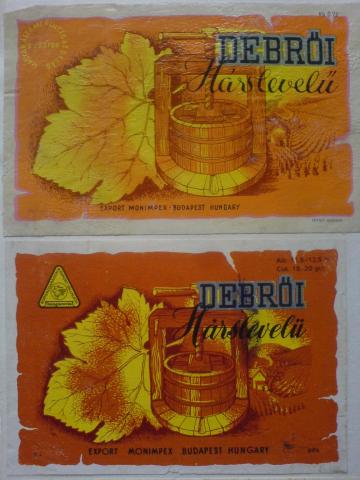 DEBRŐI
Hárslevelű
EXPORT MONIMPEX · BUDAPEST HUNGARY
DEBRŐI
Hárslevelű
EXPORT MONIMPEX BUDAPEST HUNGARY